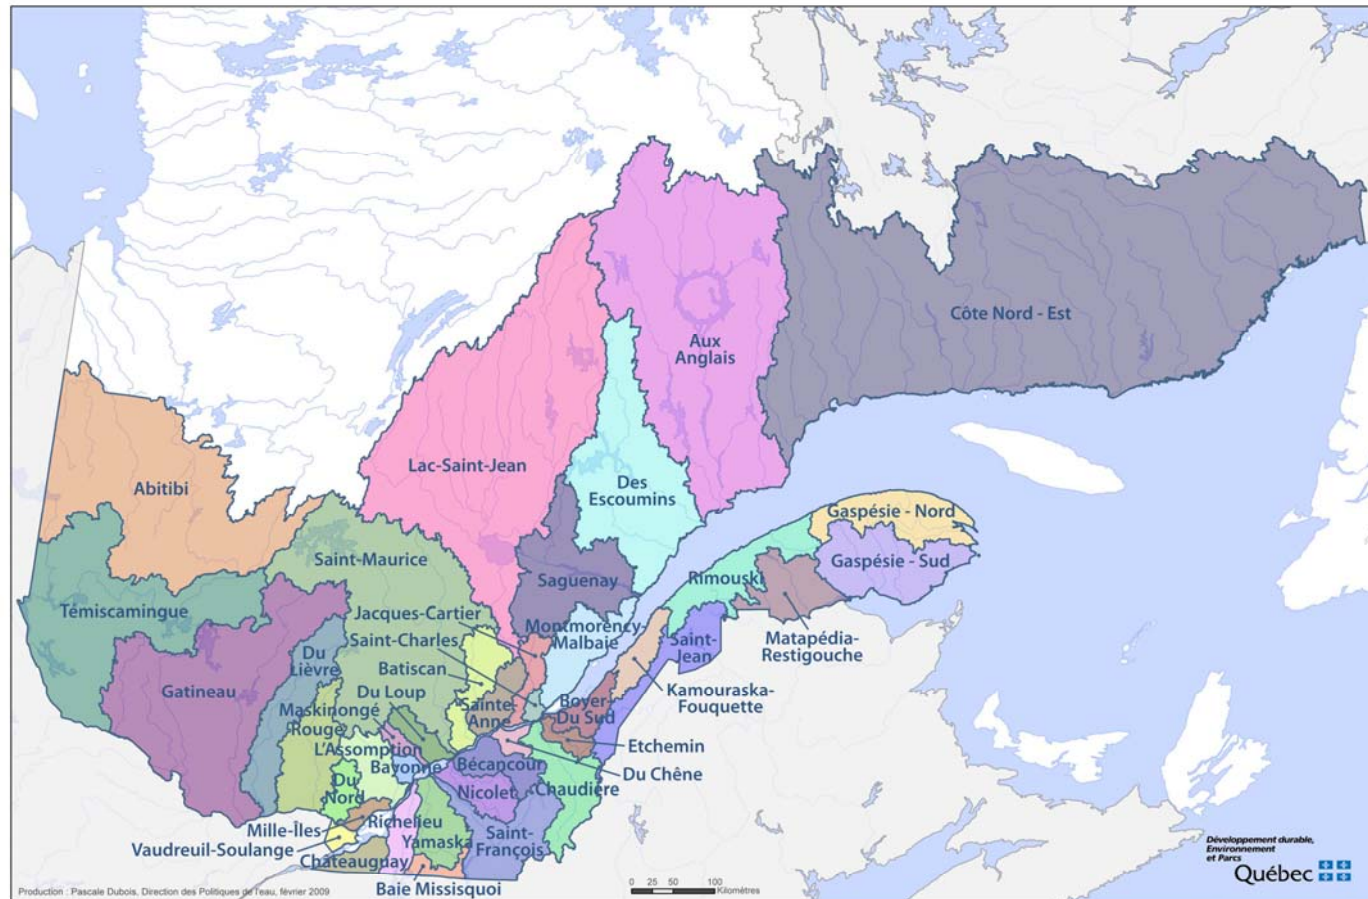 Côte Nord - Est
Aux
Anglais
Lac-Saint-Jean
Des
Escoumins
Abitibi
Gaspésie - Nord
Saint-Maurice
Gaspésie - Sud
Saguenay
Rimouski
Témiscamingue
Jacques-Cartier
Montmorency-
Malbaie
Saint-Charles
Saint-
Jean
Matapédia-
Restigouche
Du
Lièvre
Batiscan
Gatineau
Du Loup
Kamouraska-
Fouquette
Maskinongé
Sainte-
Anne
Boyer-
Du Sud
Rouge
L'Assomption
Etchemin
Bayonne
Bécancour
Du Chêne
Du
Nord
Nicolet
Chaudière
Mille-Îles
Richelieu
Vaudreuil-Soulange
Yamaska
Saint-
François
Châteauguay
Baie Missisquoi
Développement durable,
Environnement
et Parcs
Québec
0 25 50 100
Kilomètres
Production : Pascale Dubois, Direction des Politiques de l'eau, février 2009